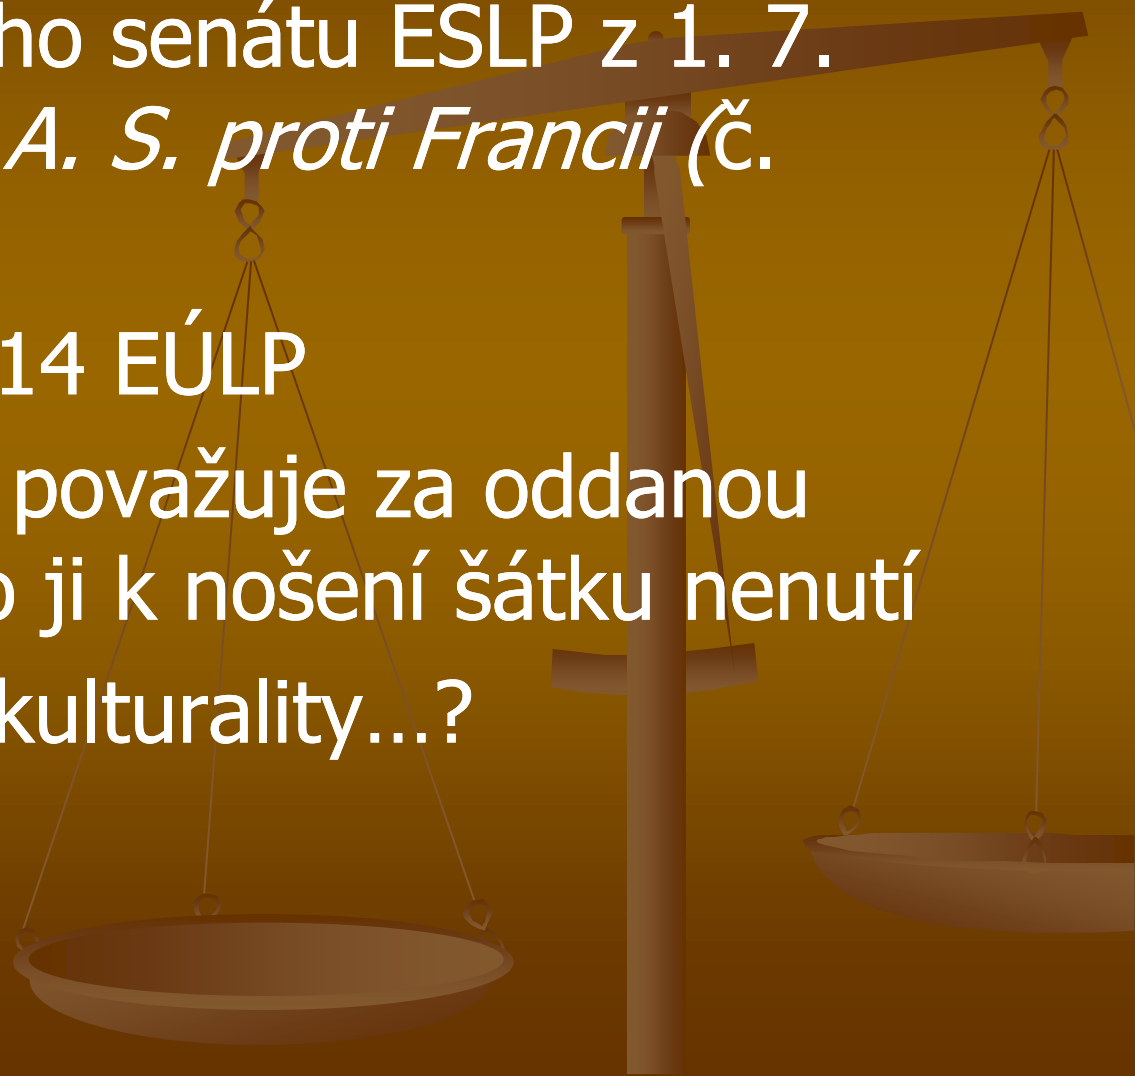 ho senátu ESLP z 1. 7.
A. S. proti Francii (č.
14 EÚLP
považuje za oddanou
o ji k nošení šátku nenutí
kulturality…?